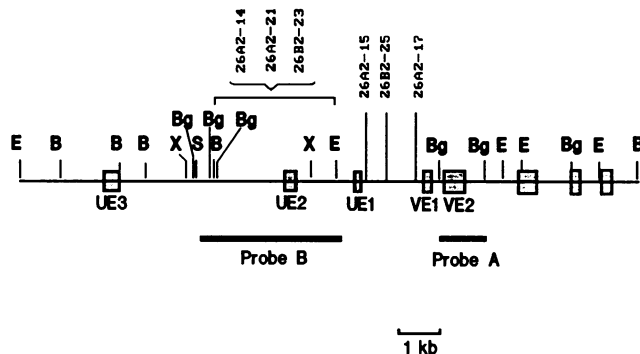 26A2-14 26A2-21 26B2-23 26A2-15 26B2-25 26A2-17
Bg Bg Bg
E B B B X S B X E Bg Bg E E Bg E B
UE3 UE2 UE1 VE1 VE2
Probe B Probe A
1 kb